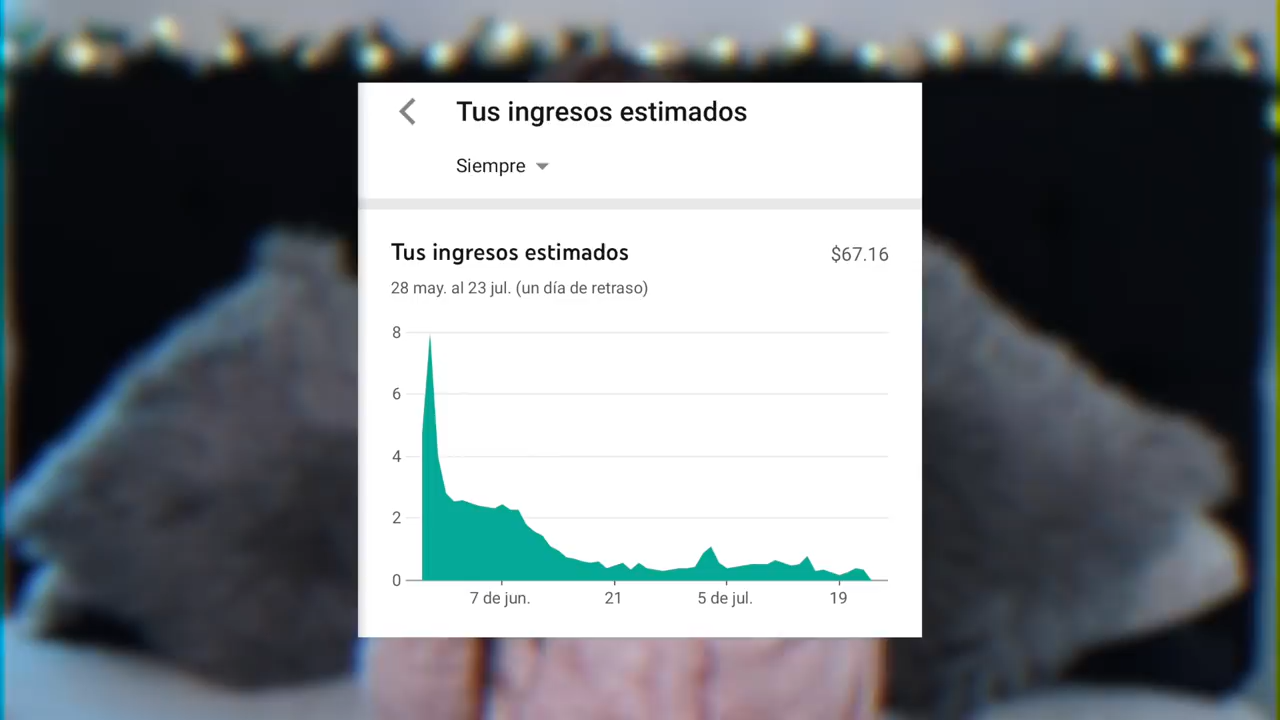 Tus ingresos estimados
Siempre
Tus ingresos estimados
$67.16
28 may. al 23 jul. (un día de retraso)
8
6
4
2
0
7 de jun.
21
5 de jul.
19